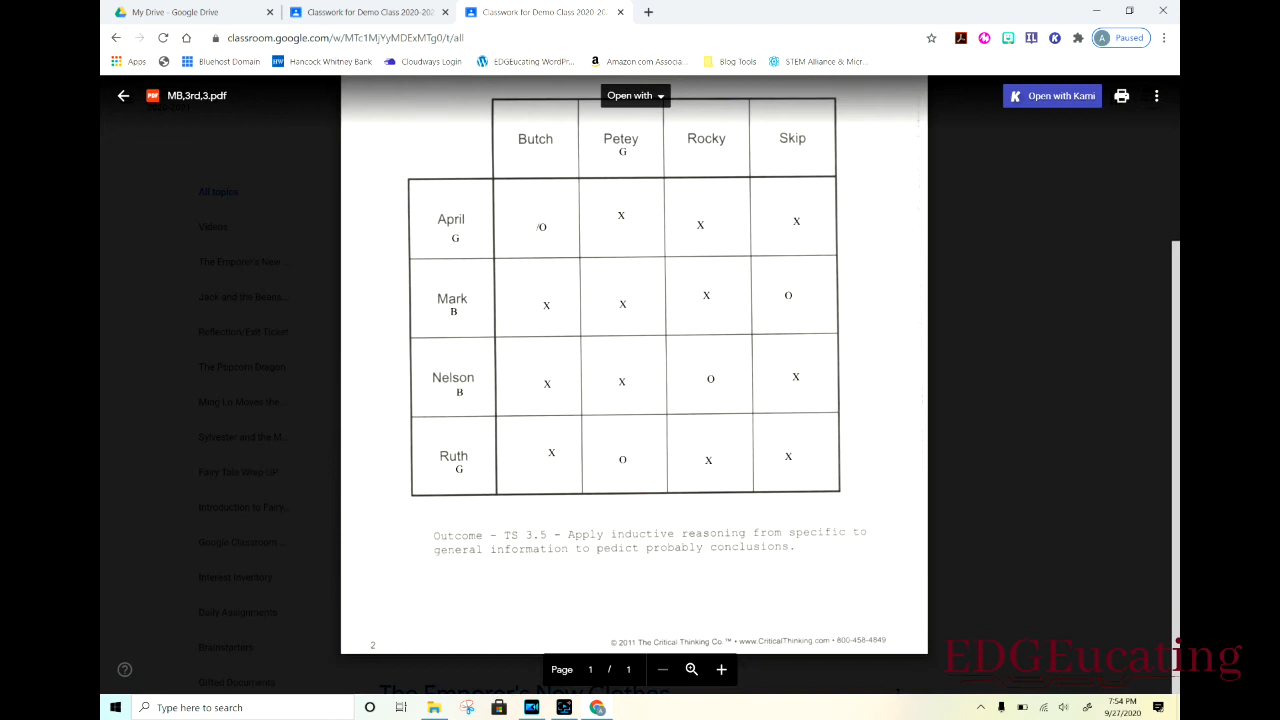 My Drive - Google Drive
Classwork for Demo Class 2020-202
Classwork for Demo Class 2020-202
classroom.google.com/w/MTc1MjYyMDExMTg0/t/all
A Paused
Apps
Bluehost Domain
HW Hancock Whitney Bank
Cloudways Login
EDGEucating WordPr...
Amazon.com Associa...
Blog Tools
STEM Alliance & Micr...
PDF MB,3rd,3.pdf
Open with
K Open with Kami
Butch Petey Rocky Skip
G
April /O X X X
G
Mark X X X O
B
Nelson X X O X
B
Ruth X O X X
G
All topics
Videos
The Emporer's New ...
Jack and the Beans...
Reflection/Exit Ticket
The Popcorn Dragon
Ming Lo Moves the...
Sylvester and the M...
Fairy Tale Wrap-UP
Introduction to Fairy...
Google Classroom ...
Interest Inventory
Daily Assignments
Brainstarters
Gifted Documents
Outcome - TS 3.5 - Apply inductive reasoning from specific to
general information to pedict probably conclusions.
2
© 2011 The Critical Thinking Co.™ • www.CriticalThinking.com • 800-458-4849
Page 1 / 1
The Emperor's New Clothes
EDGEucating
Type here to search
7:54 PM
9/27/2020